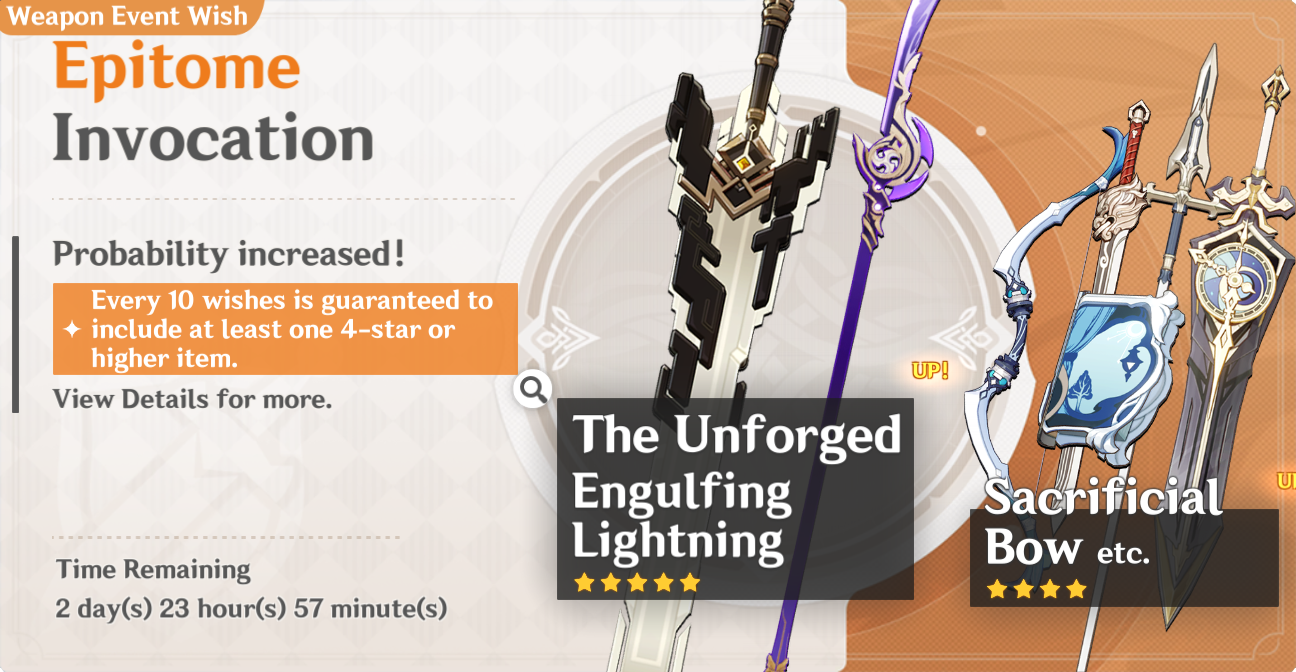 Weapon Event Wish
Epitome
Invocation
Probability increased!
Every 10 wishes is guaranteed to
include at least one 4-star or
higher item.
View Details for more.
Time Remaining
2 day(s) 23 hour(s) 57 minute(s)
UP!
The Unforged
Engulfing
Lightning
Sacrificial
Bow etc.